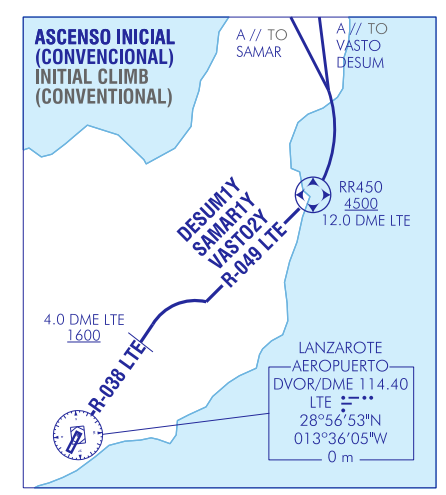 ASCENSO INICIAL
(CONVENCIONAL)
INITIAL CLIMB
(CONVENTIONAL)
A // TO
SAMAR
A // TO
VASTO
DESUM
RR450
4500
12.0 DME LTE
DESUM1Y
SAMAR1Y
VASTO2Y
R-049 LTE
4.0 DME LTE
1600
R-038 LTE
LANZAROTE
AEROPUERTO
DVOR/DME 114.40
LTE
28°56'53"N
013°36'05"W
0 m